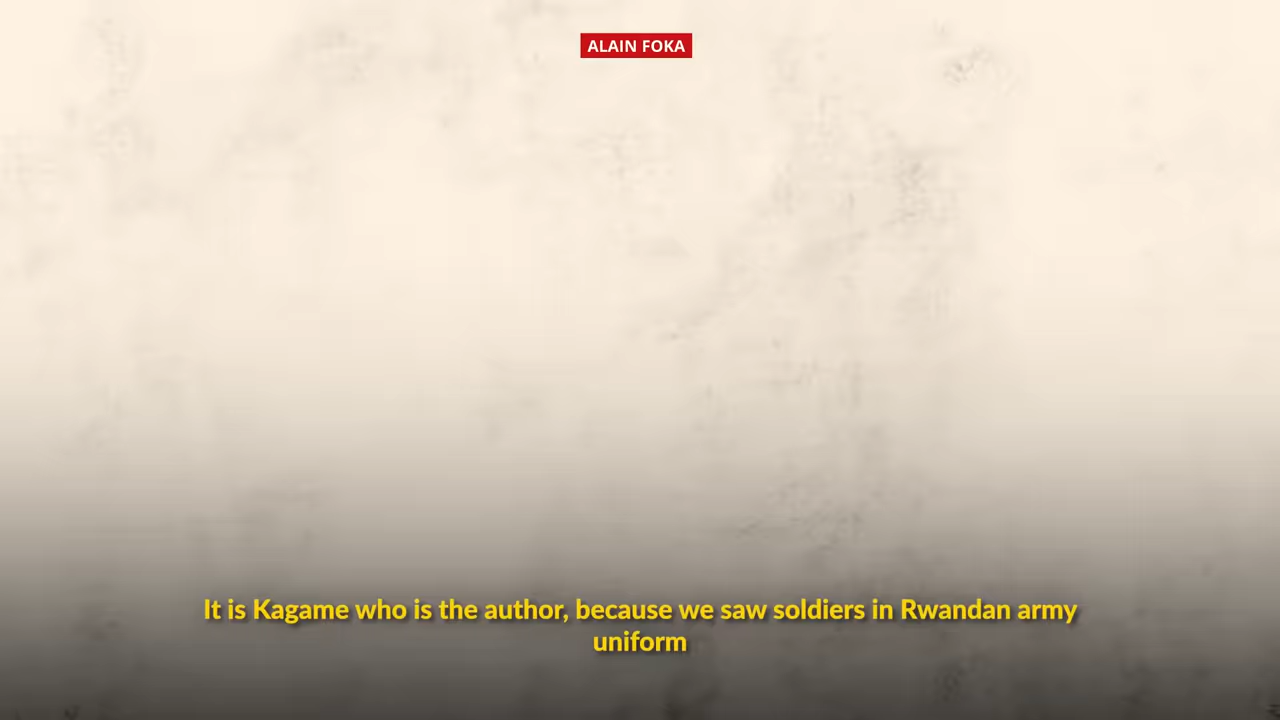 ALAIN FOKA
It is Kagame who is the author, because we saw soldiers in Rwandan army
uniform